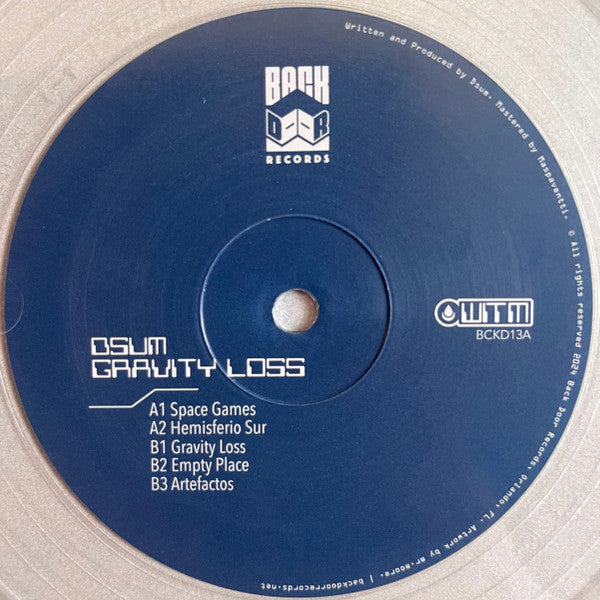 BACK
DOOR
RECORDS
Written and Produced by Dsum. Mastered by Maspaventti. © All rights reserved 2024 Back Door Records, Orlando, FL. Artwork by mr.moore. | backdoorrecords.net
WTM
BCKD13A
DSUM
GRAVITY LOSS
A1 Space Games
A2 Hemisferio Sur
B1 Gravity Loss
B2 Empty Place
B3 Artefactos